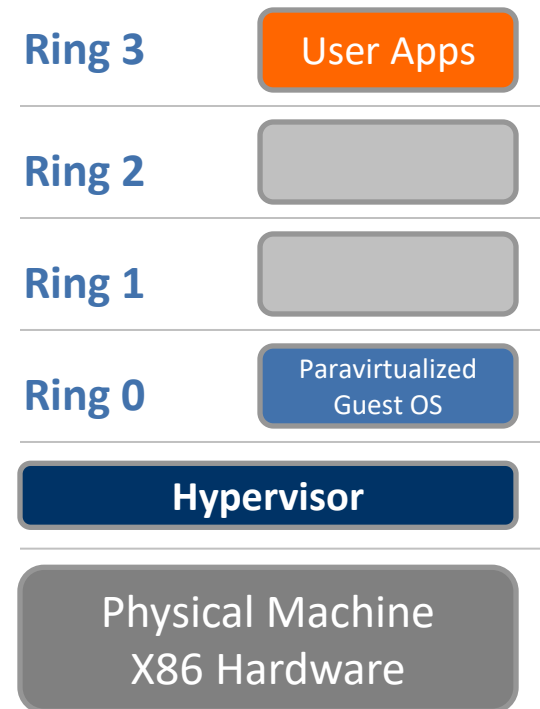 Ring 3
User Apps
Ring 2
Ring 1
Ring 0
Paravirtualized
Guest OS
Hypervisor
Physical Machine
X86 Hardware